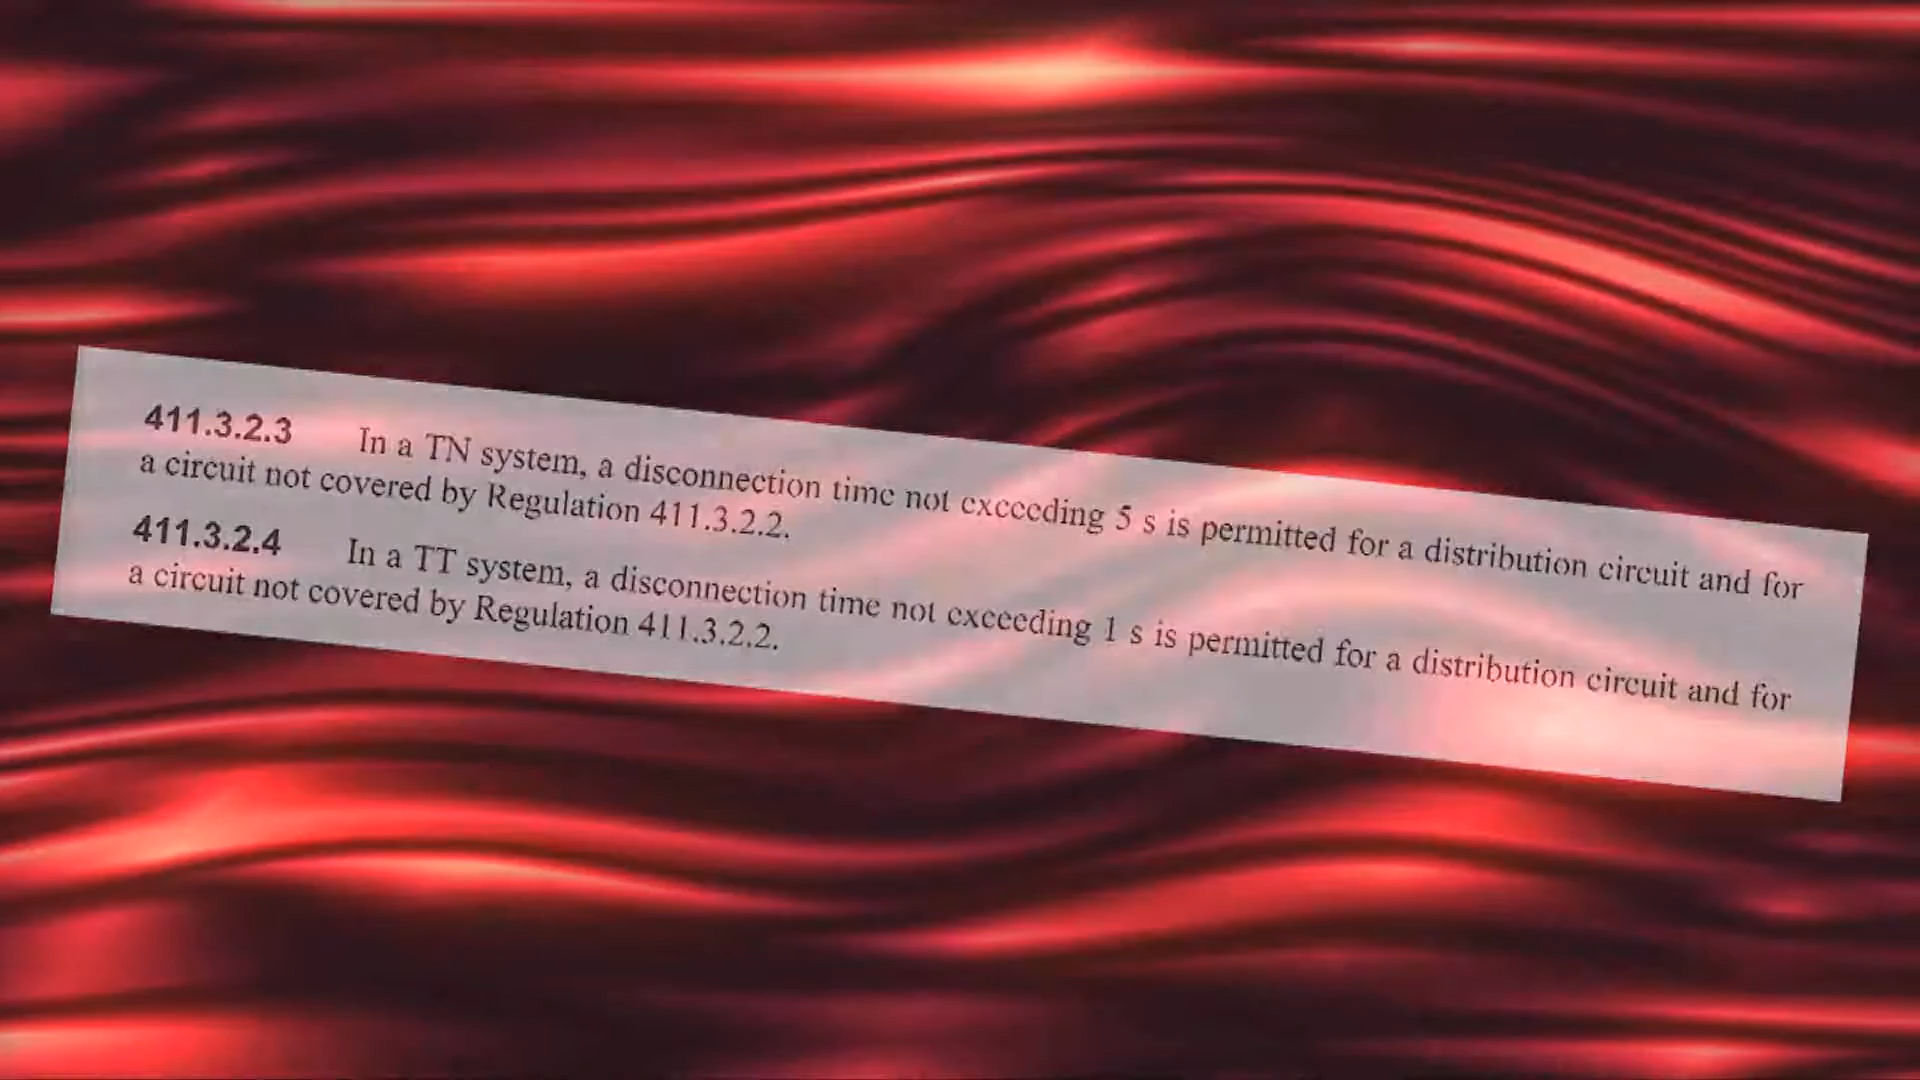 411.3.2.3 In a TN system, a disconnection time not exceeding 5 s is permitted for a distribution circuit and for
a circuit not covered by Regulation 411.3.2.2.
411.3.2.4 In a TT system, a disconnection time not exceeding 1 s is permitted for a distribution circuit and for
a circuit not covered by Regulation 411.3.2.2.